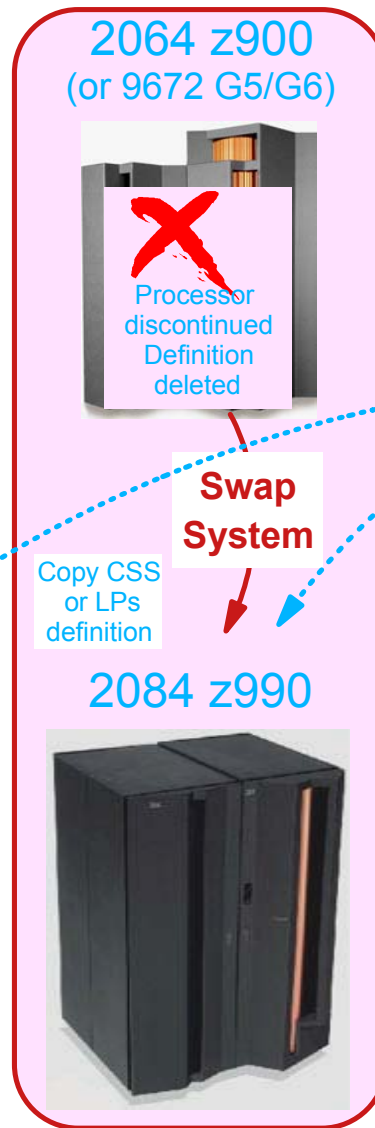 2064 z900
(or 9672 G5/G6)
Processor
discontinued
Definition
deleted
Swap
System
Copy CSS
or LPs
definition
2084 z990